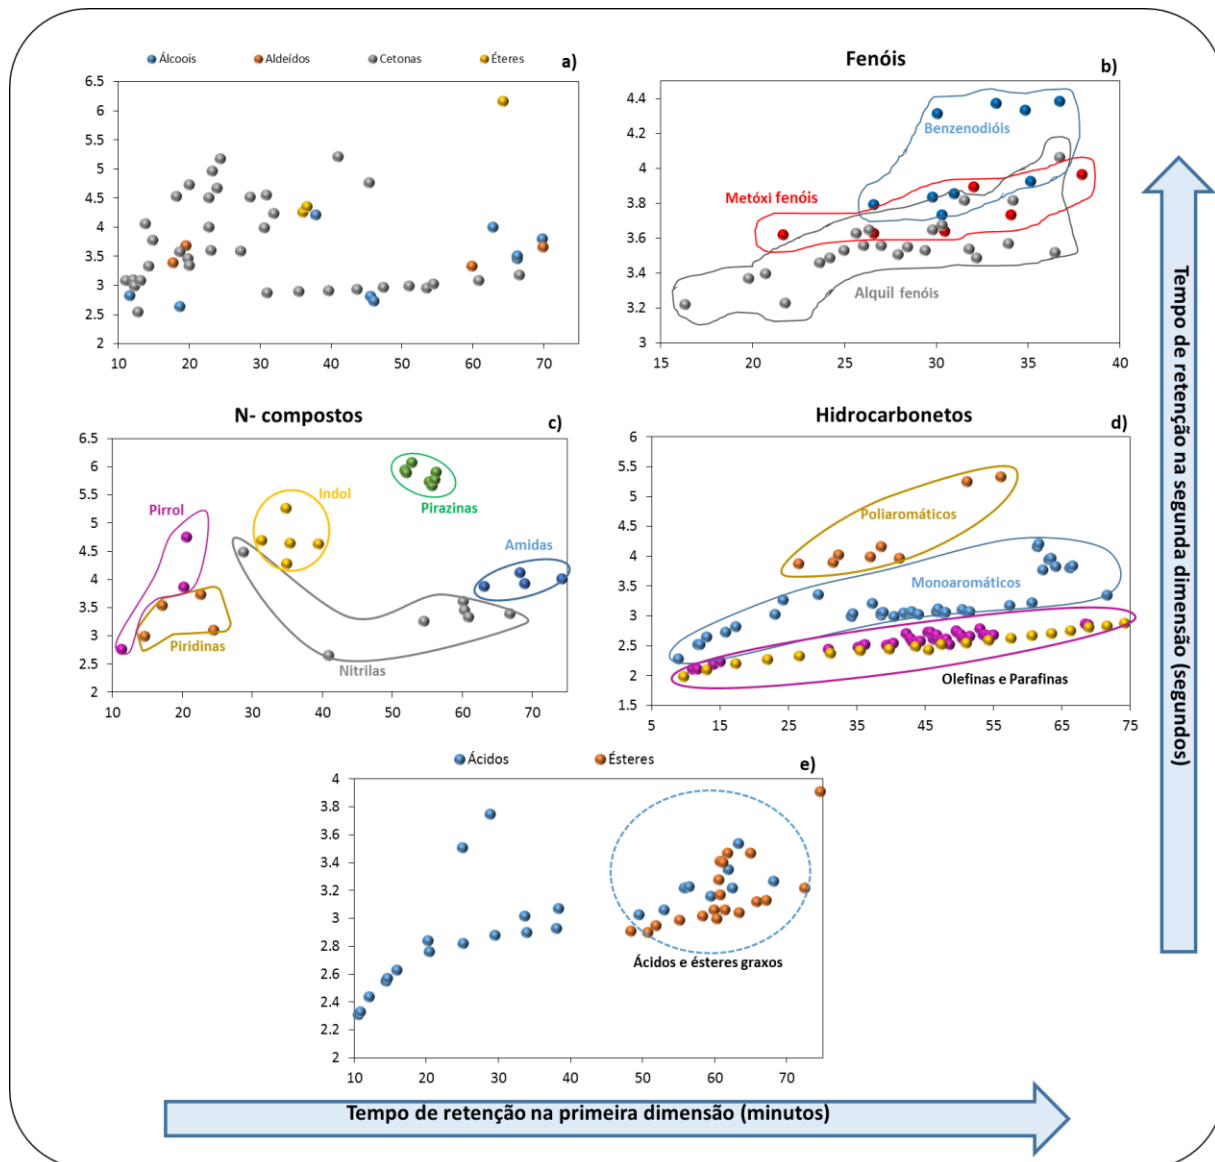 Álcoois Aldeídos Cetonas Éteres a)
6.5
6
5.5
5
4.5
4
3.5
3
2.5
2
10 20 30 40 50 60 70
Fenóis b)
4.4
4.2
4
3.8
3.6
3.4
3.2
3
15 20 25 30 35 40
Benzenodióis
Metóxi fenóis
Alquil fenóis
N- compostos c)
6.5
6
5.5
5
4.5
4
3.5
3
2.5
2
10 20 30 40 50 60 70
Pirrol
Indol
Pirazinas
Amidas
Piridinas
Nitrilas
Hidrocarbonetos d)
6
5.5
5
4.5
4
3.5
3
2.5
2
1.5
5 15 25 35 45 55 65 75
Poliaromáticos
Monoaromáticos
Olefinas e Parafinas
Ácidos Ésteres e)
4
3.8
3.6
3.4
3.2
3
2.8
2.6
2.4
2.2
2
10 20 30 40 50 60 70
Ácidos e ésteres graxos
Tempo de retenção na primeira dimensão (minutos)
Tempo de retenção na segunda dimensão (segundos)